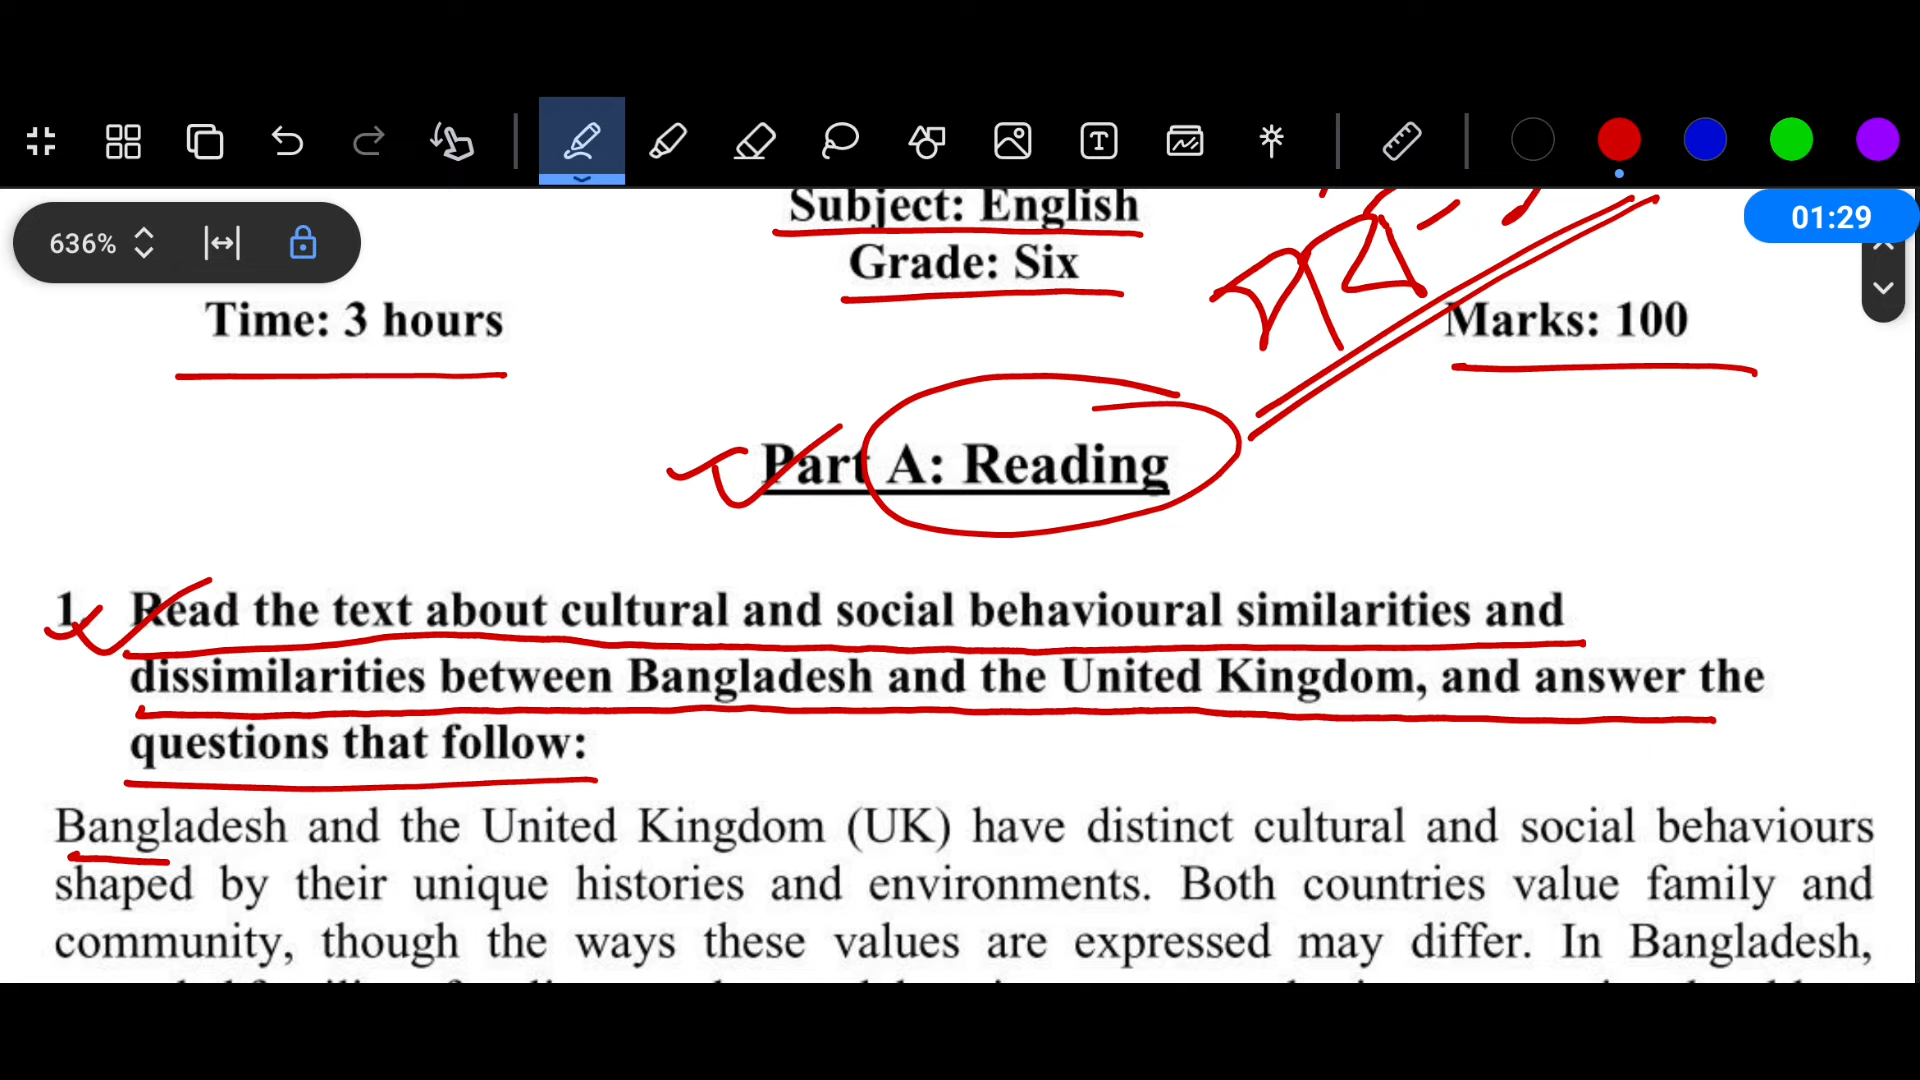 01:29
636%
Subject: English
Grade: Six
Time: 3 hours
Marks: 100
Part A: Reading
1. Read the text about cultural and social behavioural similarities and
dissimilarities between Bangladesh and the United Kingdom, and answer the
questions that follow:
Bangladesh and the United Kingdom (UK) have distinct cultural and social behaviours
shaped by their unique histories and environments. Both countries value family and
community, though the ways these values are expressed may differ. In Bangladesh,